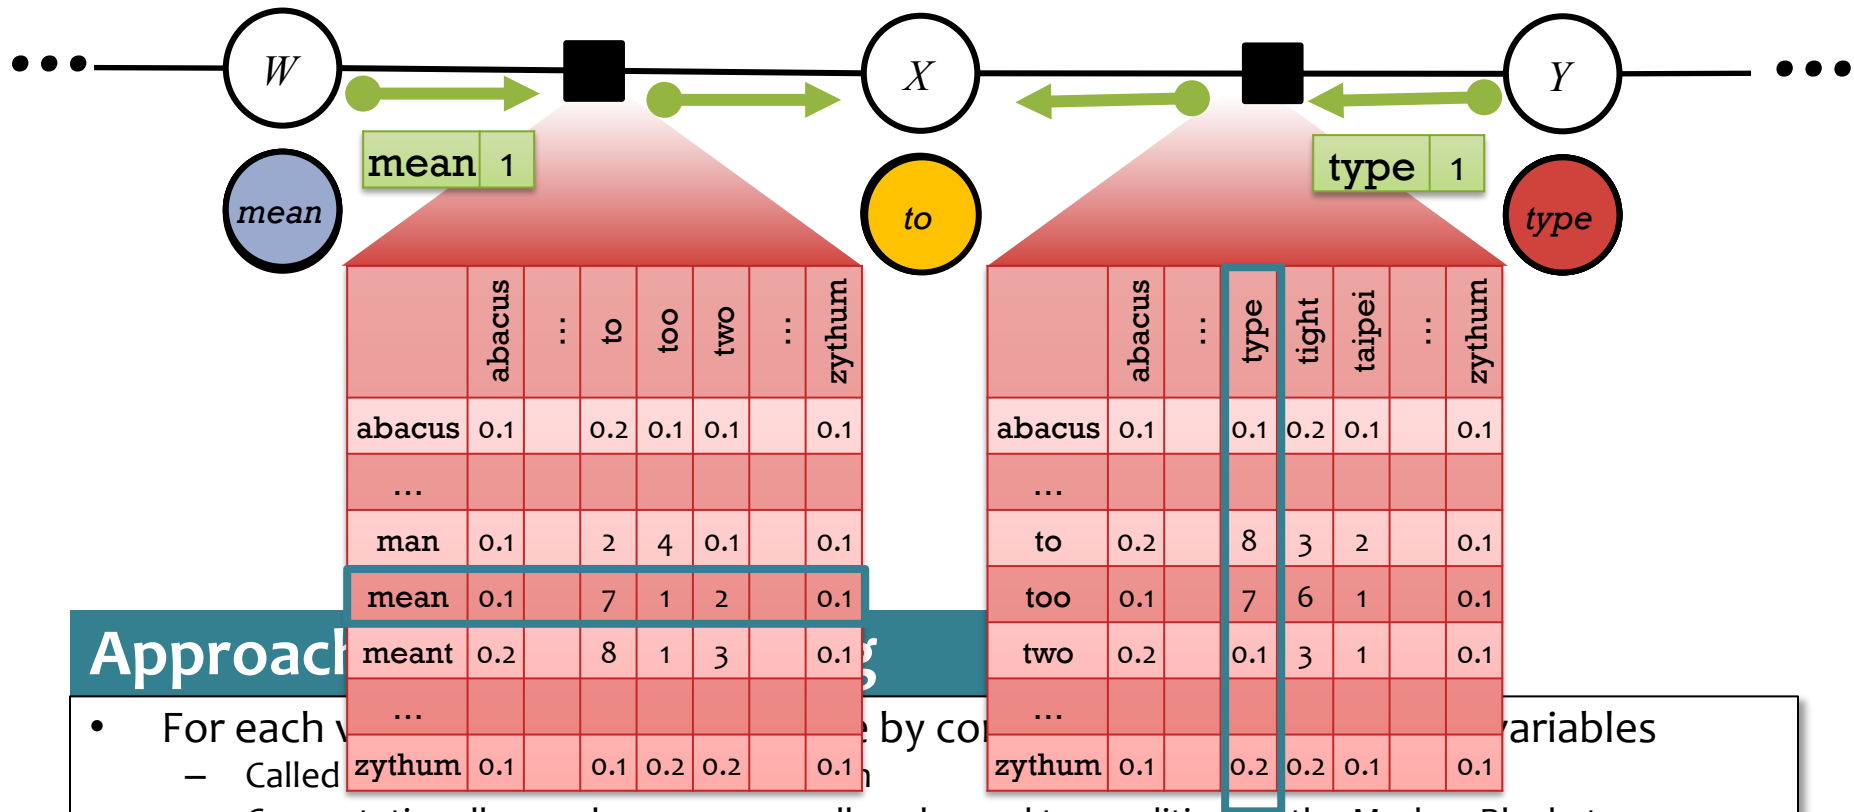 ••• W X Y •••
mean 1 type 1
mean to type
abacus ... to too two ... zythum
abacus 0.1 0.2 0.1 0.1 0.1
...
man 0.1 2 4 0.1 0.1
mean 0.1 7 1 2 0.1
meant 0.2 8 1 3 0.1
...
zythum 0.1 0.1 0.2 0.2 0.1
abacus ... type tight taipei ... zythum
abacus 0.1 0.1 0.2 0.1 0.1
...
to 0.2 8 3 2 0.1
too 0.1 7 6 1 0.1
two 0.2 0.1 3 1 0.1
...
zythum 0.1 0.2 0.2 0.1 0.1
• For each by variables
– Called